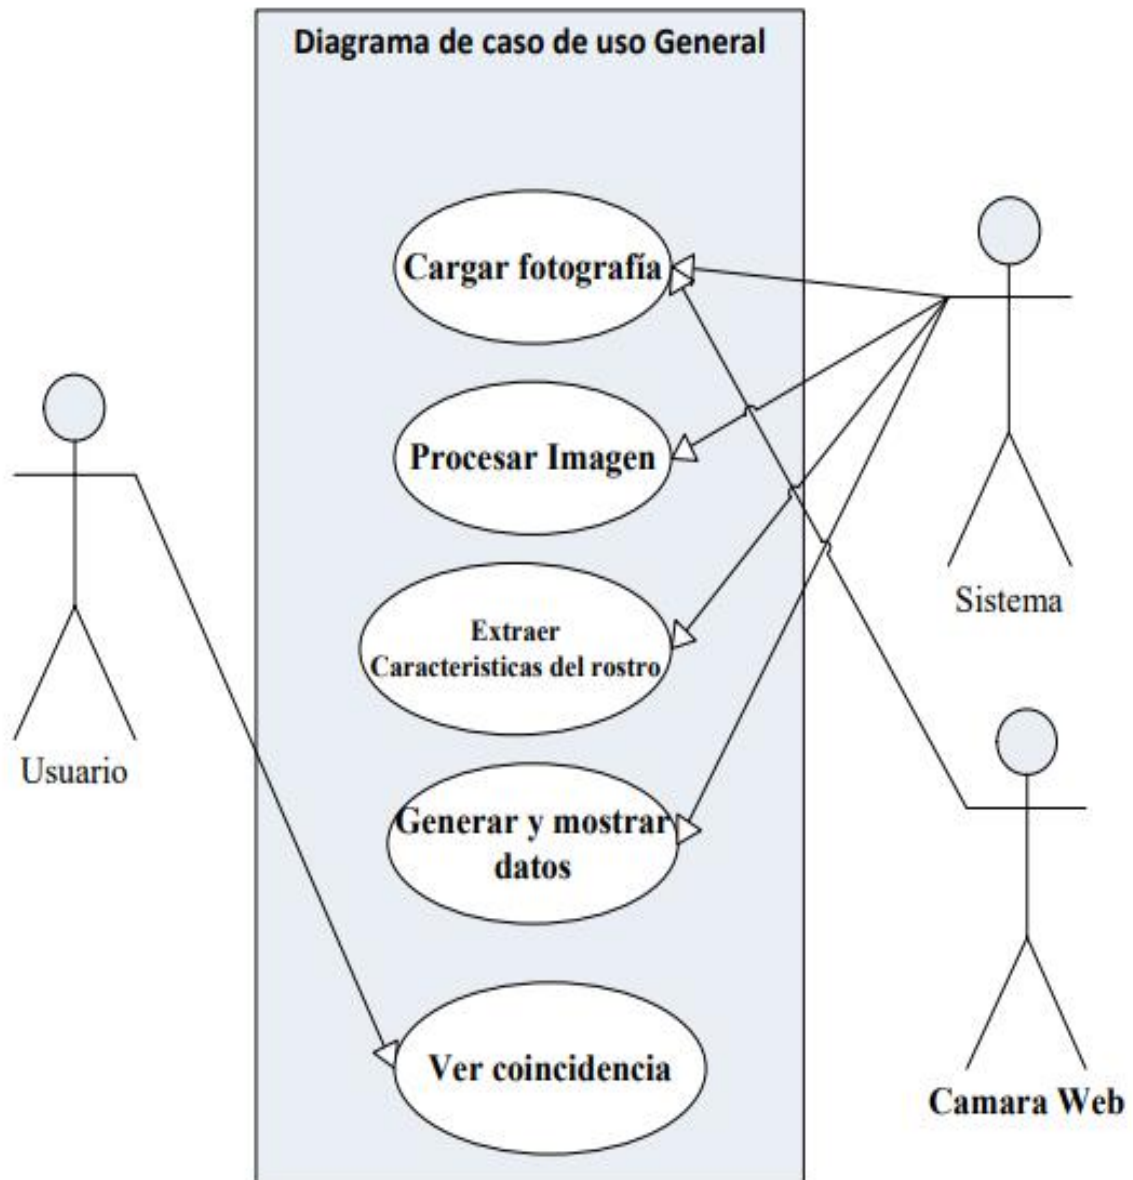 Diagrama de caso de uso General
Cargar fotografía
Procesar Imagen
Extraer
Caracteristicas del rostro
Generar y mostrar
datos
Ver coincidencia
Usuario
Sistema
Camara Web